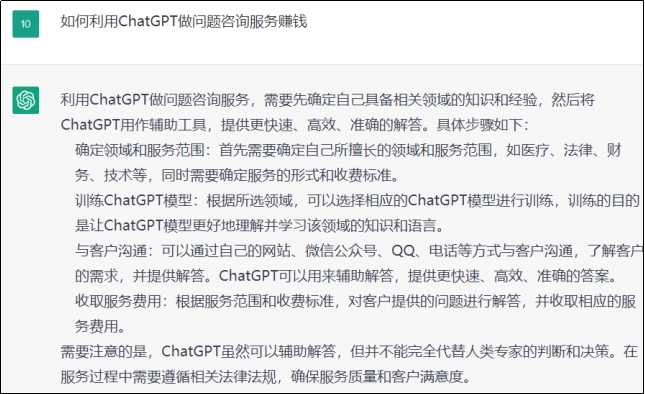 10
如何利用ChatGPT做问题咨询服务赚钱
利用ChatGPT做问题咨询服务，需要先确定自己具备相关领域的知识和经验，然后将
ChatGPT用作辅助工具，提供更快速、高效、准确的解答。具体步骤如下：
确定领域和服务范围：首先需要确定自己所擅长的领域和服务范围，如医疗、法律、财
务、技术等，同时需要确定服务的形式和收费标准。
训练ChatGPT模型：根据所选领域，可以选择相应的ChatGPT模型进行训练，训练的目的
是让ChatGPT模型更好地理解并学习该领域的知识和语言。
与客户沟通：可以通过自己的网站、微信公众号、QQ、电话等方式与客户沟通，了解客户
的需求，并提供解答。ChatGPT可以用来辅助解答，提供更快速、高效、准确的答案。
收取服务费用：根据服务范围和收费标准，对客户提供的问题进行解答，并收取相应的服
务费用。
需要注意的是，ChatGPT虽然可以辅助解答，但并不能完全代替人类专家的判断和决策。在
服务过程中需要遵循相关法律法规，确保服务质量和客户满意度。